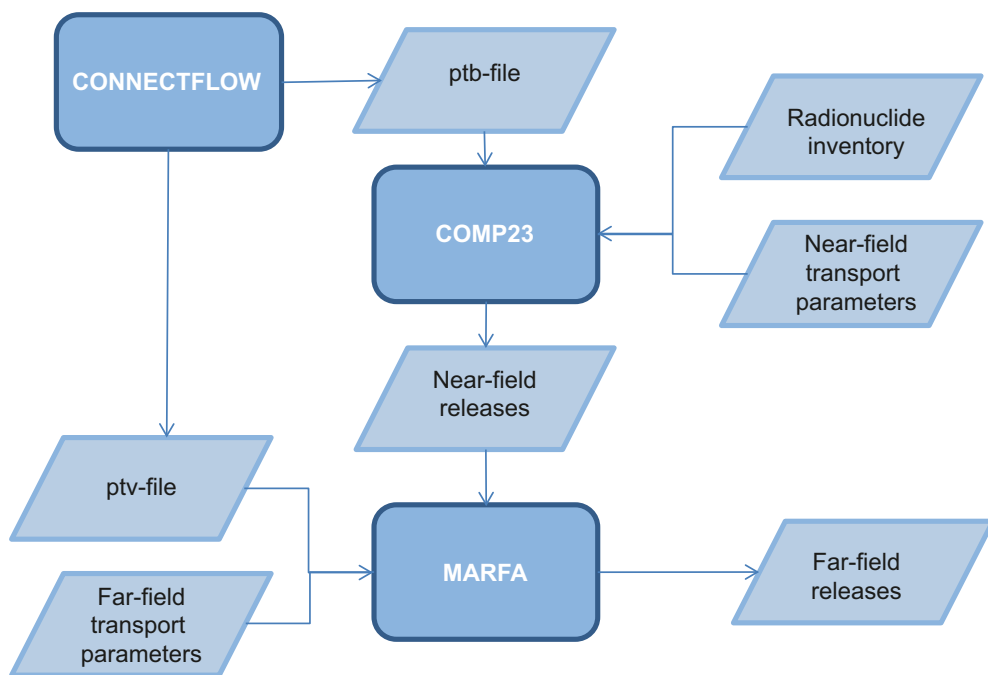 CONNECTFLOW
ptb-file
Radionuclide
inventory
COMP23
Near-field
transport
parameters
Near-field
releases
ptv-file
MARFA
Far-field
releases
Far-field
transport
parameters